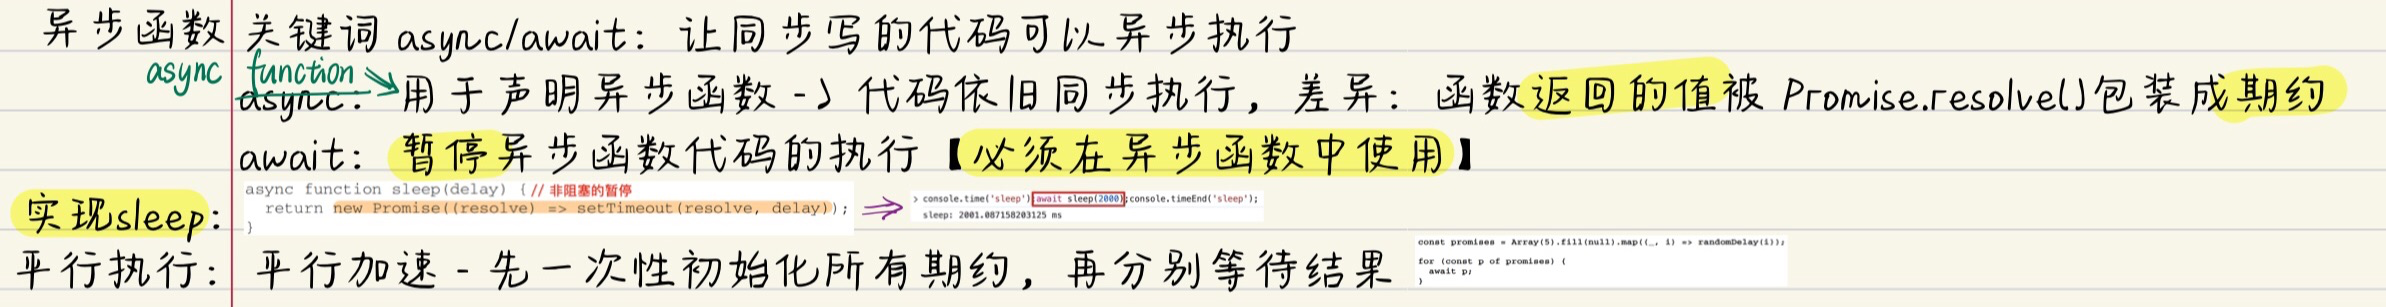 异步函数 关键词 async/await：让同步写的代码可以异步执行
async function
async：用于声明异步函数 -> 代码依旧同步执行，差异：函数返回的值被 Promise.resolve()包装成期约
await：暂停异步函数代码的执行【必须在异步函数中使用】
实现sleep：
async function sleep(delay) { // 非阻塞的暂停
return new Promise((resolve) => setTimeout(resolve, delay));
}
> console.time('sleep');await sleep(2000);console.timeEnd('sleep');
sleep: 2001.087158203125 ms
平行执行：平行加速 - 先一次性初始化所有期约，再分别等待结果
const promises = Array(5).fill(null).map((_, i) => randomDelay(i));
for (const p of promises) {
await p;
}